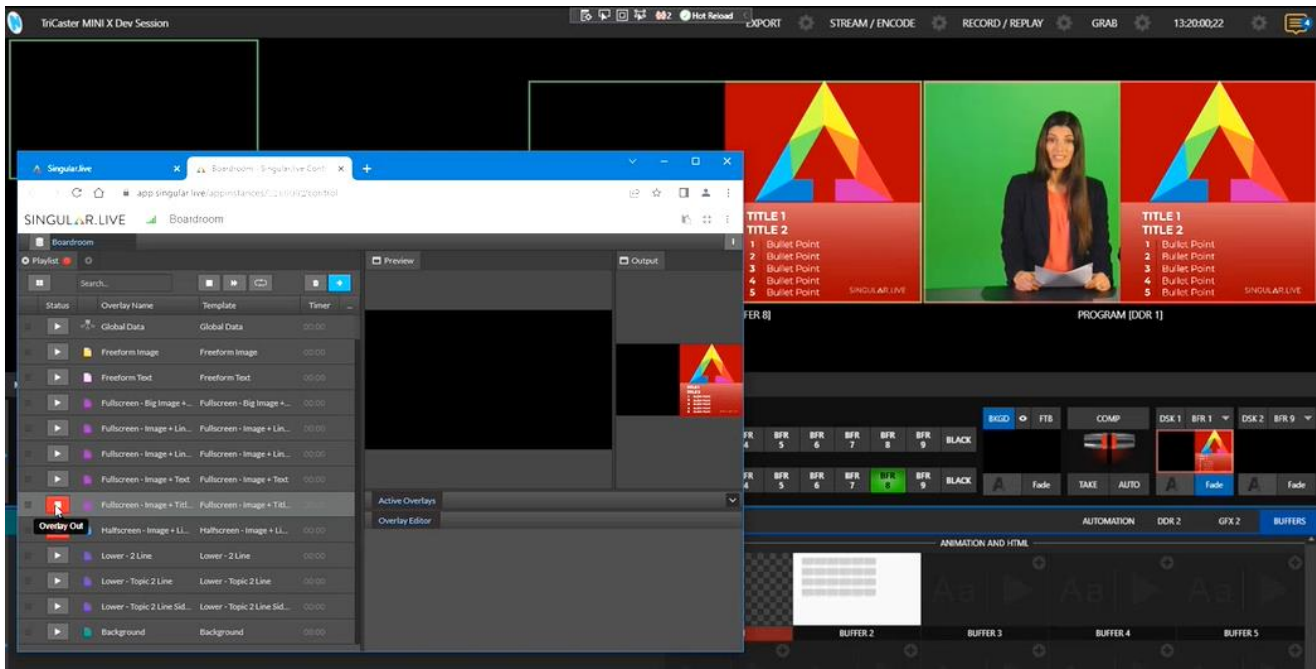 TriCaster MINI X Dev Session
2
Hot Reload
EXPORT
STREAM / ENCODE
RECORD / REPLAY
GRAB
13:20:00;22
4
Singular.live
Boardroom - Singular.live Cont
SINGULAR.LIVE
Boardroom
Boardroom
Playlist
Preview
Output
Search...
Status
Overlay Name
Template
Timer
Global Data
Global Data
00:00
Freeform Image
Freeform Image
00:00
Freeform Text
Freeform Text
00:00
Fullscreen - Big Image +...
Fullscreen - Big Image +...
00:00
Fullscreen - Image + Lin...
Fullscreen - Image + Lin...
00:00
Fullscreen - Image + Lin...
Fullscreen - Image + Lin...
00:00
Fullscreen - Image + Text
Fullscreen - Image + Text
00:00
Fullscreen - Image + Titl...
Fullscreen - Image + Titl...
00:00
Overlay Out
Halfscreen - Image + Li...
Halfscreen - Image + Li...
00:00
Lower - 2 Line
Lower - 2 Line
00:00
Lower - Topic 2 Line
Lower - Topic 2 Line
00:00
Lower - Topic 2 Line Sid...
Lower - Topic 2 Line Sid...
00:00
Background
Background
00:00
Active Overlays
Overlay Editor
TITLE 1
TITLE 2
1 Bullet Point
2 Bullet Point
3 Bullet Point
4 Bullet Point
5 Bullet Point
SINGULAR.LIVE
TITLE 1
TITLE 2
1 Bullet Point
2 Bullet Point
3 Bullet Point
4 Bullet Point
5 Bullet Point
SINGULAR.LIVE
FER 8]
PROGRAM [DDR 1]
BKGD
FTB
COMP
DSK 1
BFR 1
DSK 2
BFR 9
FR 4
BFR 5
BFR 6
BFR 7
BFR 8
BFR 9
BLACK
FR 4
BFR 5
BFR 6
BFR 7
BFR 8
BFR 9
BLACK
Fade
TAKE
AUTO
Fade
Fade
AUTOMATION
DDR 2
GFX 2
BUFFERS
ANIMATION AND HTML
BUFFER 2
BUFFER 3
BUFFER 4
BUFFER 5